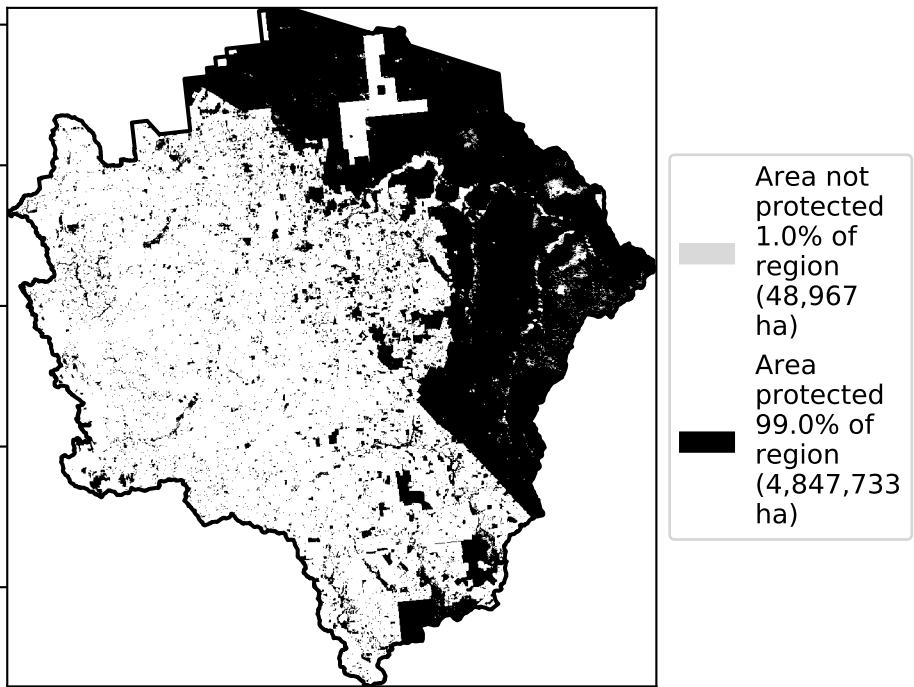 Area not
protected
1.0% of
region
(48,967
ha)
Area
protected
99.0% of
region
(4,847,733
ha)